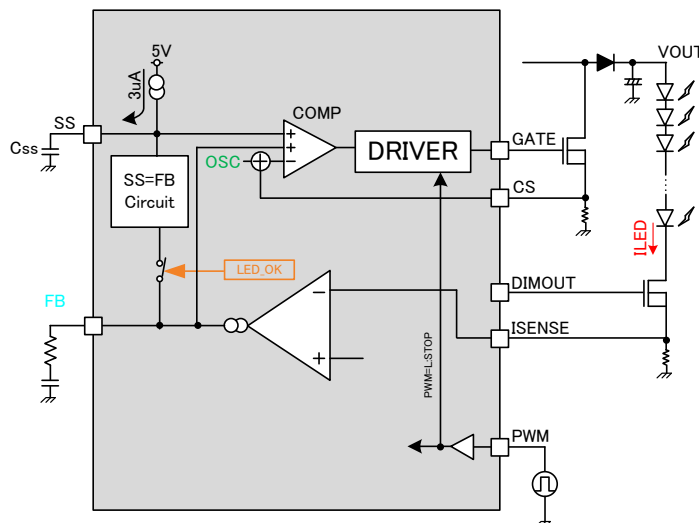 5V
3uA
SS
Css
COMP
OSC
DRIVER
GATE
CS
VOUT
SS=FB
Circuit
LED_OK
ILED
FB
DIMOUT
ISENSE
PWM=L:STOP
PWM